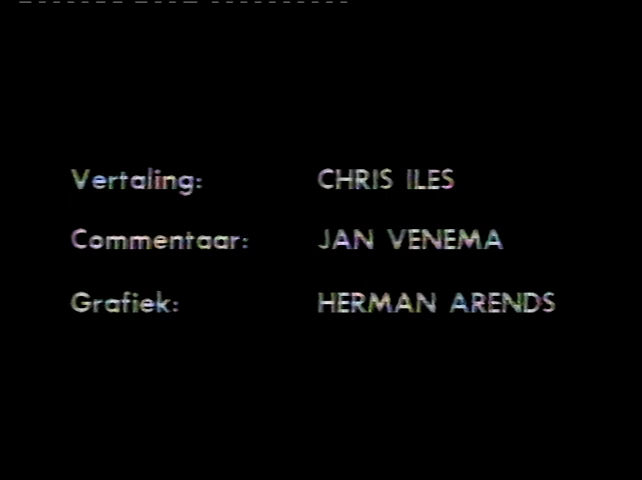 Vertaling: CHRIS ILES
Commentaar: JAN VENEMA
Grafiek: HERMAN ARENDS